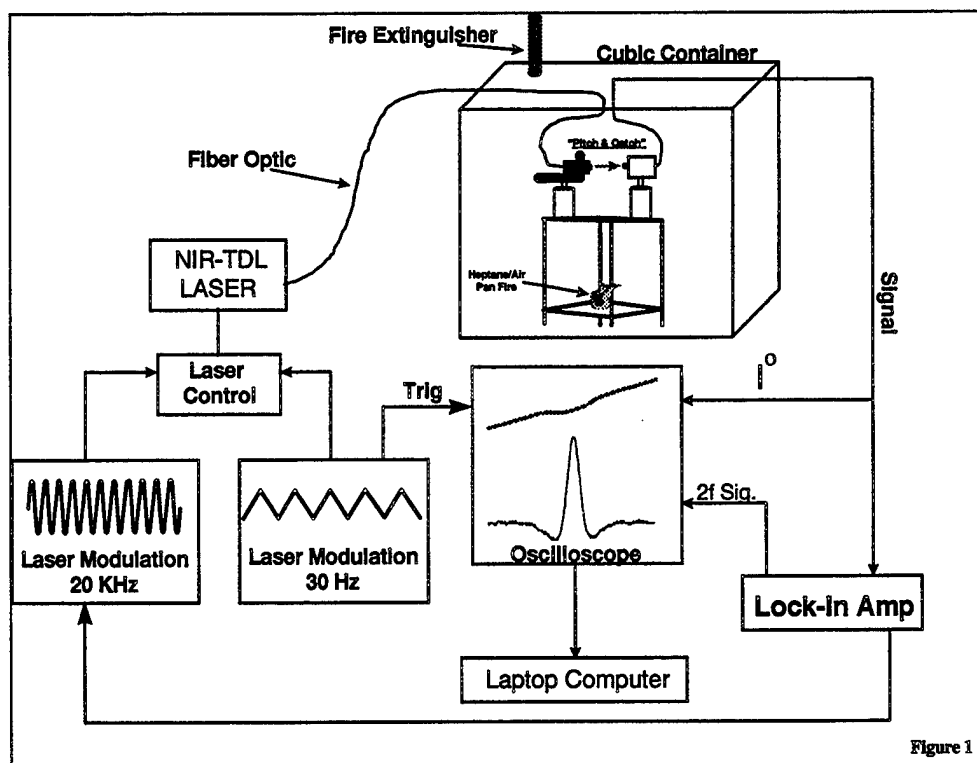 Fire Extinguisher
Cubic Container
"Pitch & Catch"
Fiber Optic
NIR-TDL
LASER
Heptane/Air
Pan Fire
Signal
Laser
Control
Trig
I°
2f Sig.
Laser Modulation
20 KHz
Laser Modulation
30 Hz
Oscilloscope
Lock-in Amp
Laptop Computer
Figure 1